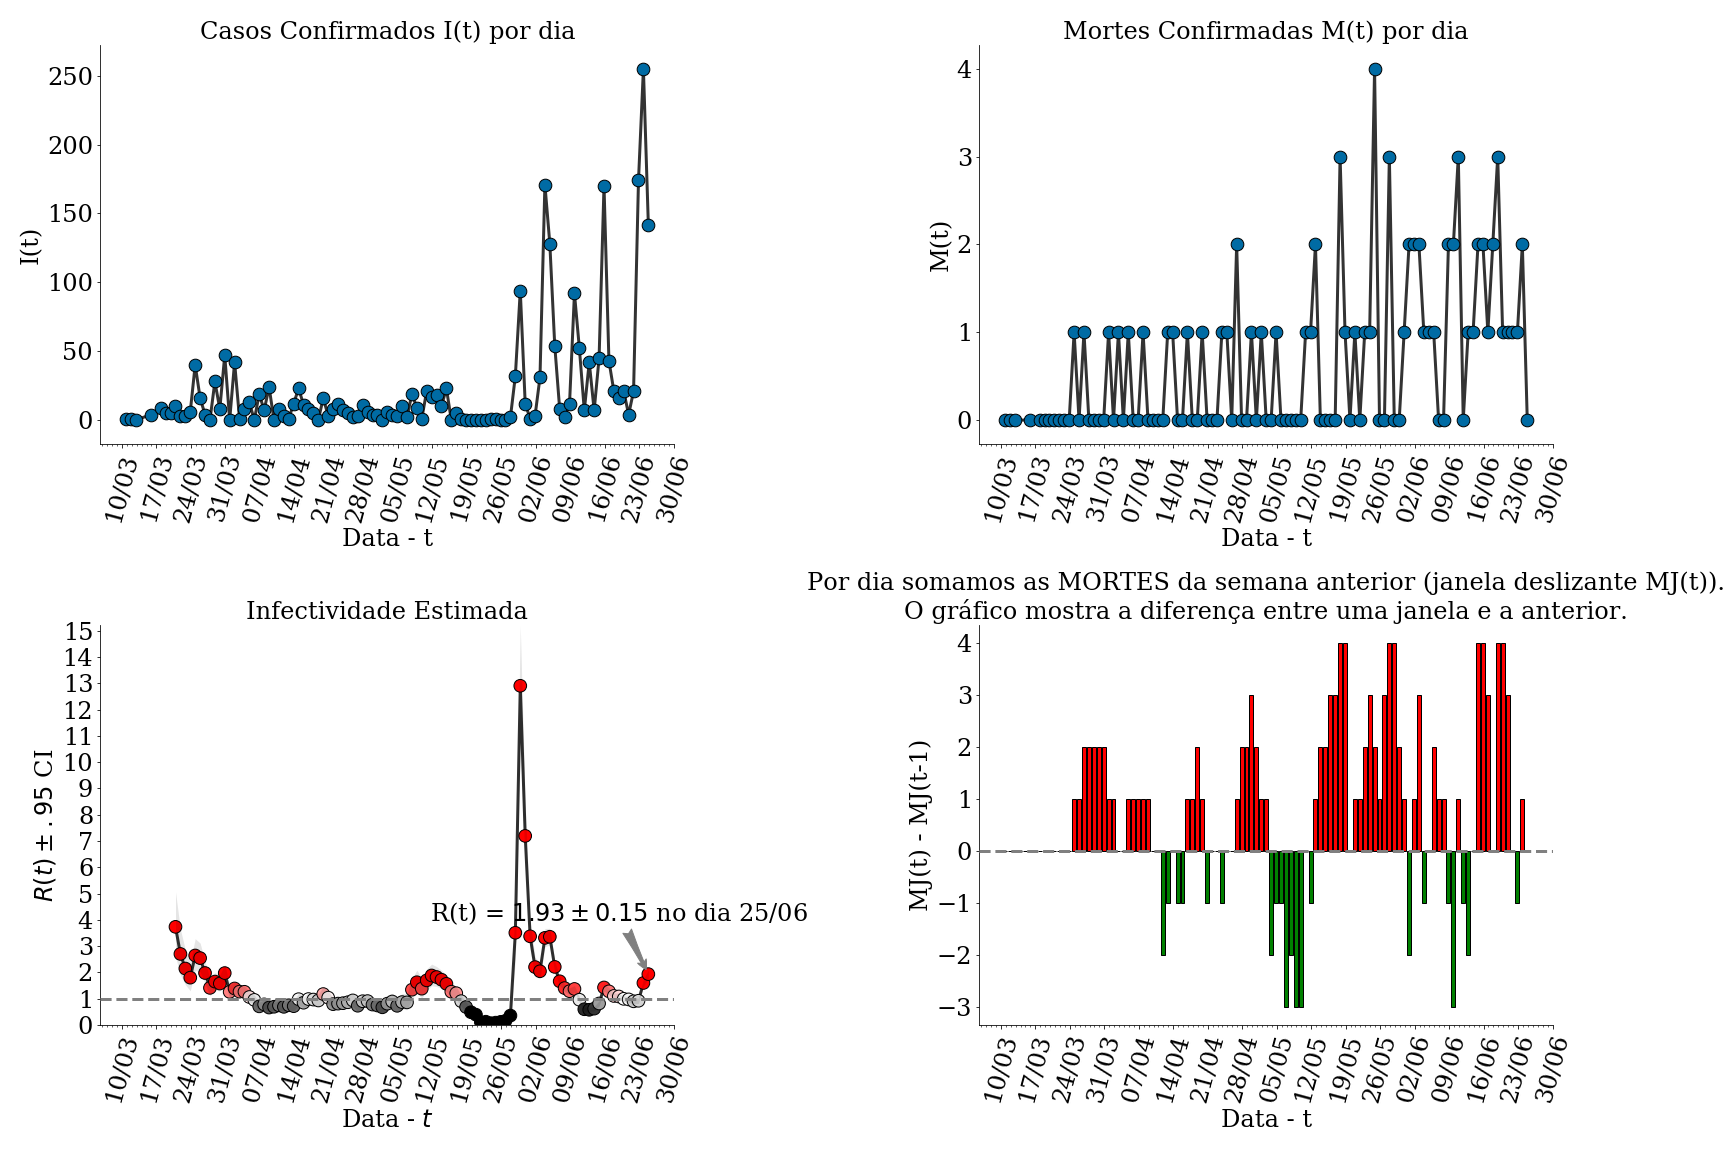 Casos Confirmados I(t) por dia
I(t)
250
200
150
100
50
0
10/03 17/03 24/03 31/03 07/04 14/04 21/04 28/04 05/05 12/05 19/05 26/05 02/06 09/06 16/06 23/06 30/06
Data - t
Mortes Confirmadas M(t) por dia
M(t)
4
3
2
1
0
10/03 17/03 24/03 31/03 07/04 14/04 21/04 28/04 05/05 12/05 19/05 26/05 02/06 09/06 16/06 23/06 30/06
Data - t
Infectividade Estimada
R(t) ± .95 CI
15
14
13
12
11
10
9
8
7
6
5
4
3
2
1
0
R(t) = 1.93 ± 0.15 no dia 25/06
10/03 17/03 24/03 31/03 07/04 14/04 21/04 28/04 05/05 12/05 19/05 26/05 02/06 09/06 16/06 23/06 30/06
Data - t
Por dia somamos as MORTES da semana anterior (janela deslizante MJ(t)).
O gráfico mostra a diferença entre uma janela e a anterior.
MJ(t) - MJ(t-1)
4
3
2
1
0
−1
−2
−3
10/03 17/03 24/03 31/03 07/04 14/04 21/04 28/04 05/05 12/05 19/05 26/05 02/06 09/06 16/06 23/06 30/06
Data - t